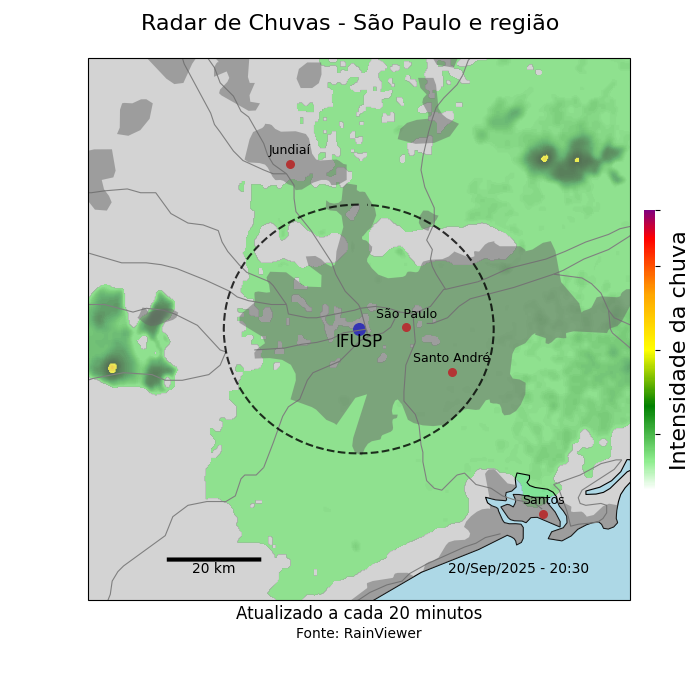 Radar de Chuvas - São Paulo e região
Jundiaí
São Paulo
IFUSP
Santo André
Santos
20 km
20/Sep/2025 - 20:30
Intensidade da chuva
Atualizado a cada 20 minutos
Fonte: RainViewer